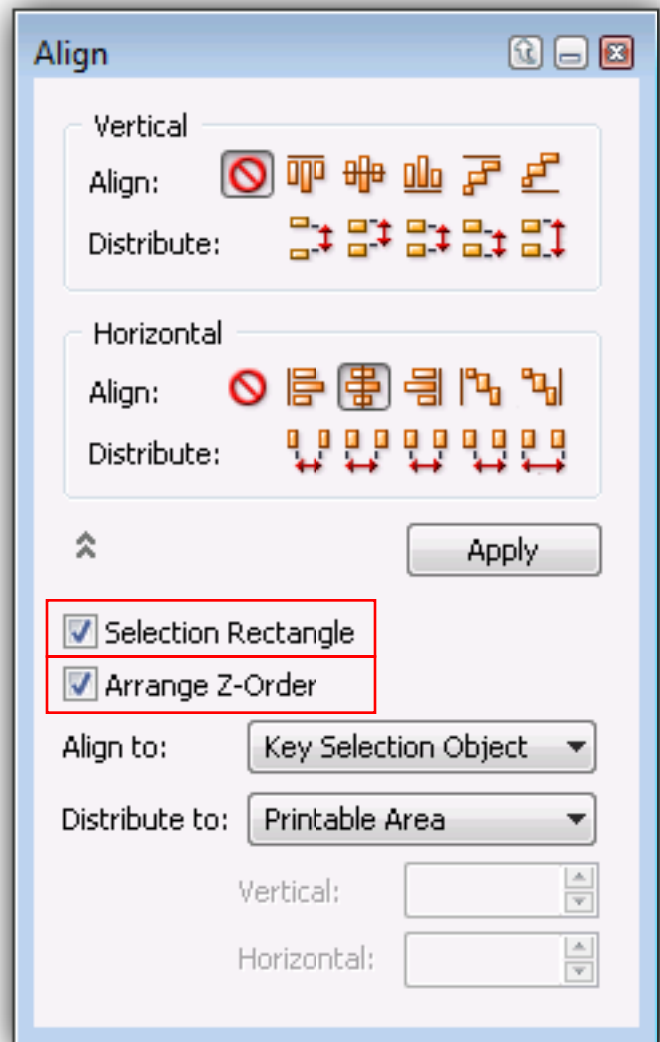 Align
Vertical
Align:
Distribute:
Horizontal
Align:
Distribute:
Apply
Selection Rectangle
Arrange Z-Order
Align to: Key Selection Object
Distribute to: Printable Area
Vertical:
Horizontal: